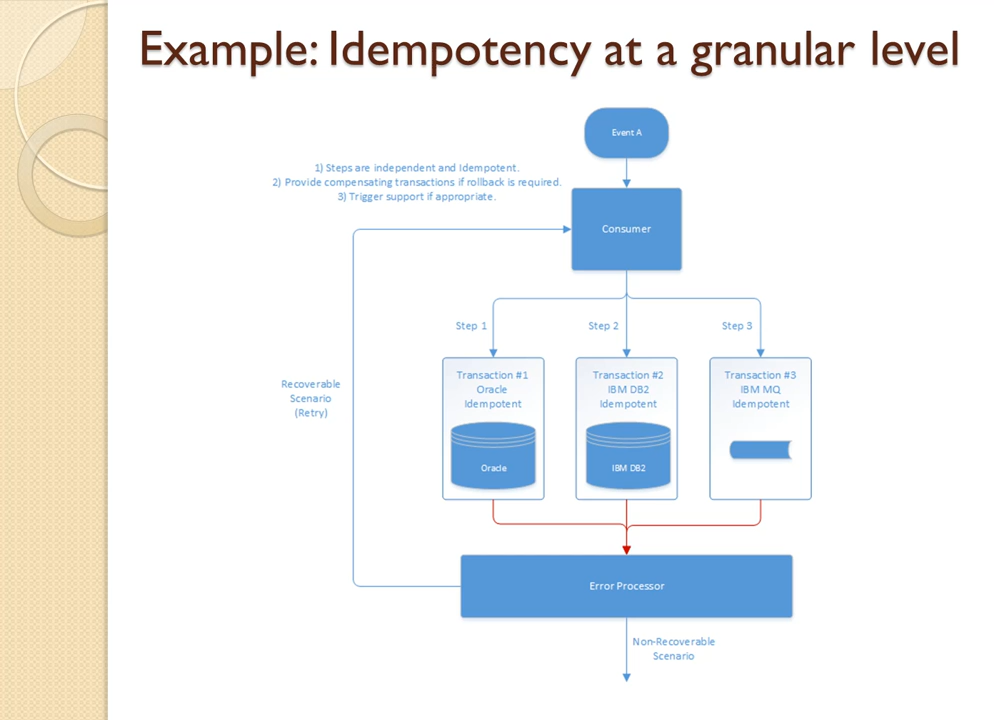 Example: Idempotency at a granular level
Event A
1) Steps are independent and Idempotent.
2) Provide compensating transactions if rollback is required.
3) Trigger support if appropriate.
Consumer
Step 1
Step 2
Step 3
Recoverable
Scenario
(Retry)
Transaction #1
Oracle
Idempotent
Oracle
Transaction #2
IBM DB2
Idempotent
IBM DB2
Transaction #3
IBM MQ
Idempotent
Error Processor
Non-Recoverable
Scenario